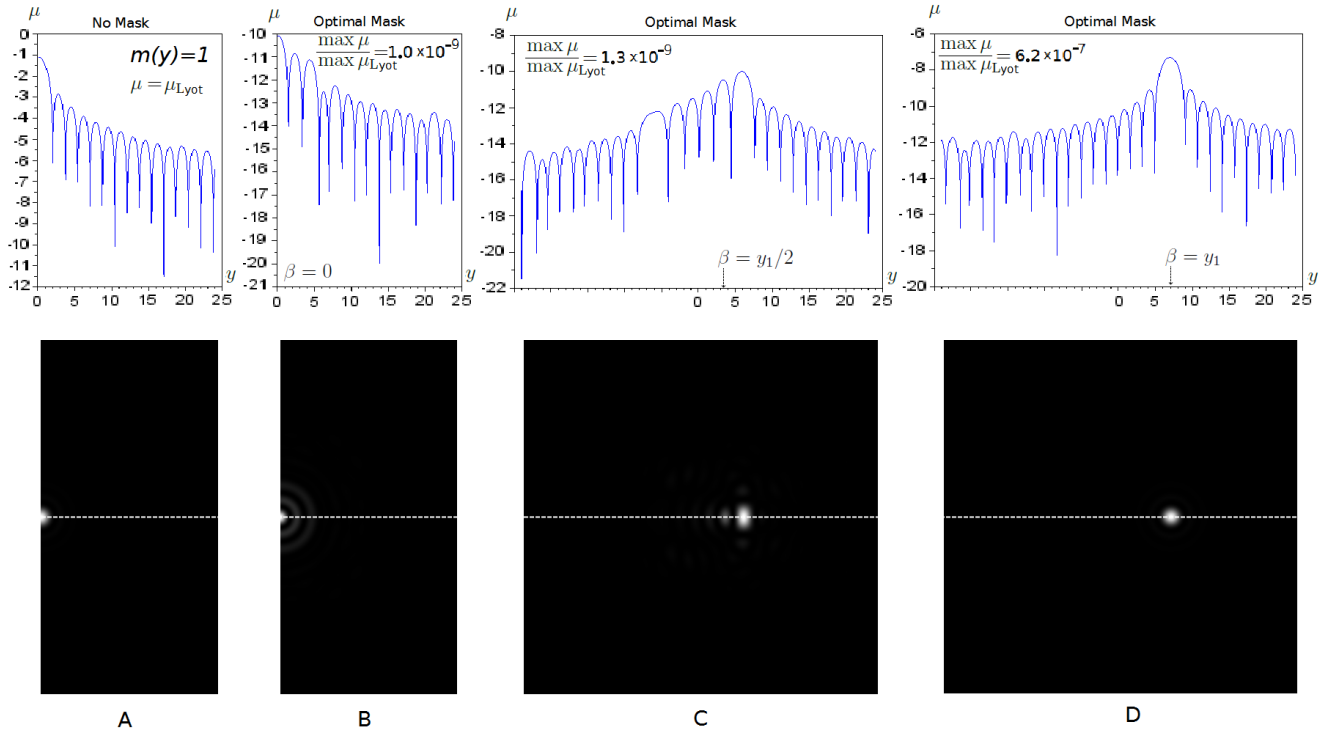 μ
No Mask
0
-1
-2
-3
-4
-5
-6
-7
-8
-9
-10
-11
-12
m(y)=1
μ = μ_Lyot
0 5 10 15 20 25
y
μ
Optimal Mask
-10
-11
-12
-13
-14
-15
-16
-17
-18
-19
-20
-21
max μ / max μ_Lyot =1.0×10⁻⁹
β = 0
0 5 10 15 20 25
y
μ
Optimal Mask
-6
-8
-10
-12
-14
-16
-18
-20
-22
max μ / max μ_Lyot =1.3×10⁻⁹
β = y₁/2
0 5 10 15 20 25
y
μ
Optimal Mask
-6
-8
-10
-12
-14
-16
-18
-20
max μ / max μ_Lyot = 6.2×10⁻⁷
β = y₁
0 5 10 15 20 25
y
A B C D